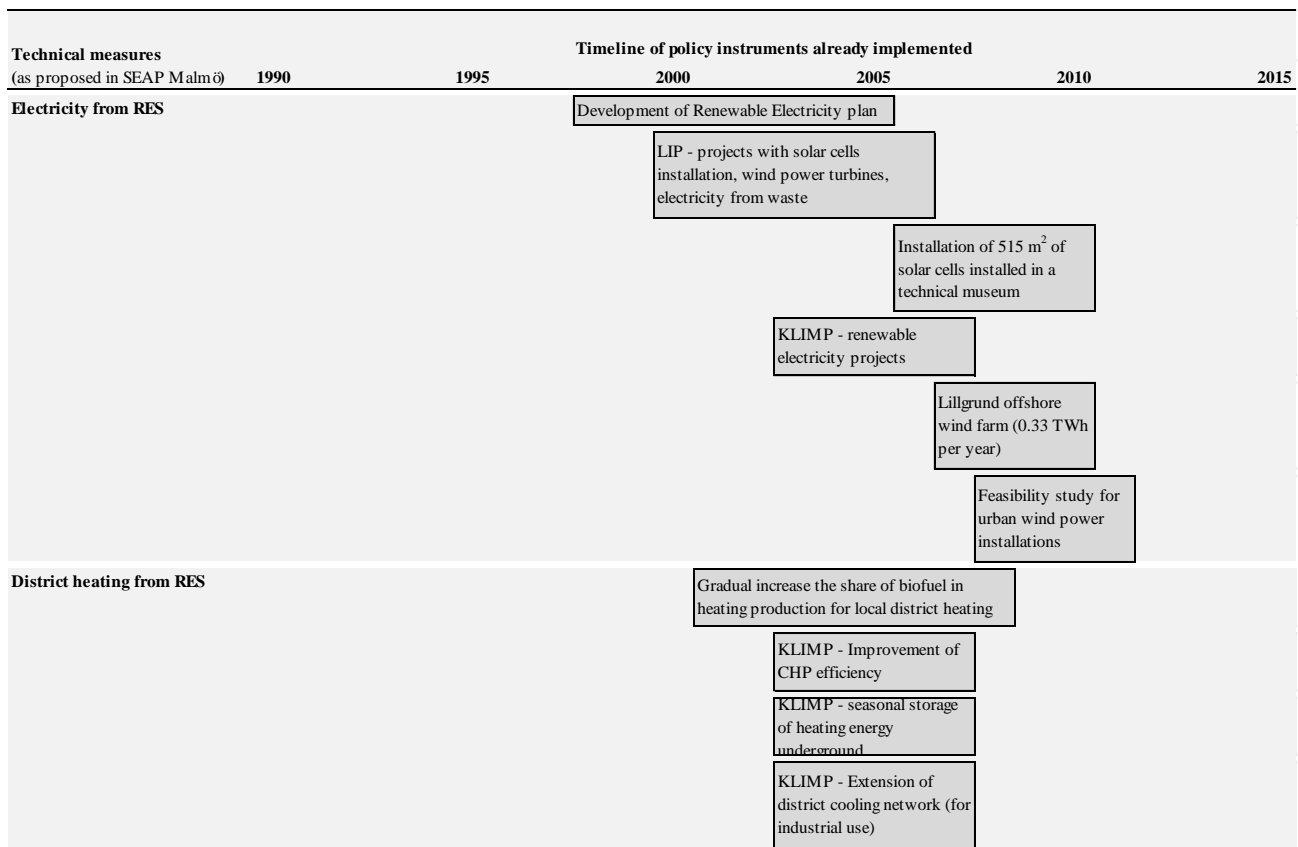 Timeline of policy instruments already implemented
Technical measures
(as proposed in SEAP Malmö) 1990 1995 2000 2005 2010 2015
Electricity from RES
Development of Renewable Electricity plan
LIP - projects with solar cells
installation, wind power turbines,
electricity from waste
Installation of 515 m² of
solar cells installed in a
technical museum
KLIMP - renewable
electricity projects
Lillgrund offshore
wind farm (0.33 TWh
per year)
Feasibility study for
urban wind power
installations
District heating from RES
Gradual increase the share of biofuel in
heating production for local district heating
KLIMP - Improvement of
CHP efficiency
KLIMP - seasonal storage
of heating energy
underground
KLIMP - Extension of
district cooling network (for
industrial use)